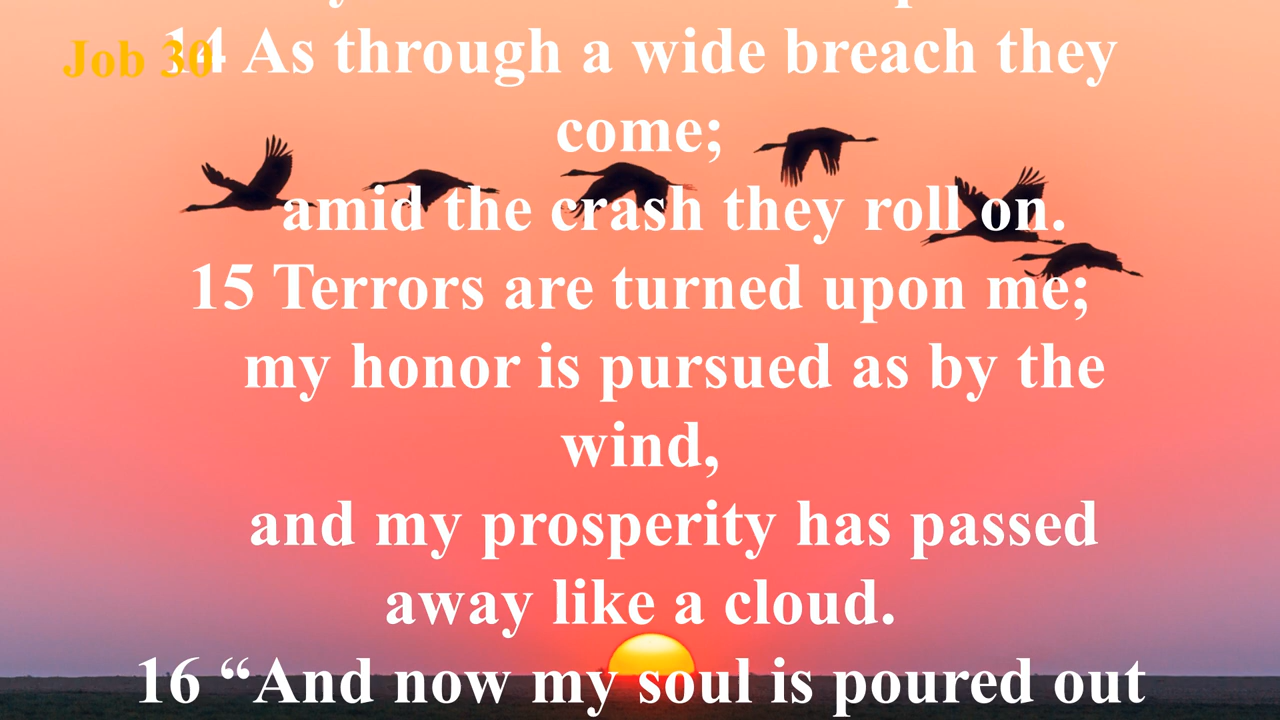 Job 30
14 As through a wide breach they
come;
amid the crash they roll on.
15 Terrors are turned upon me;
my honor is pursued as by the
wind,
and my prosperity has passed
away like a cloud.
16 “And now my soul is poured out